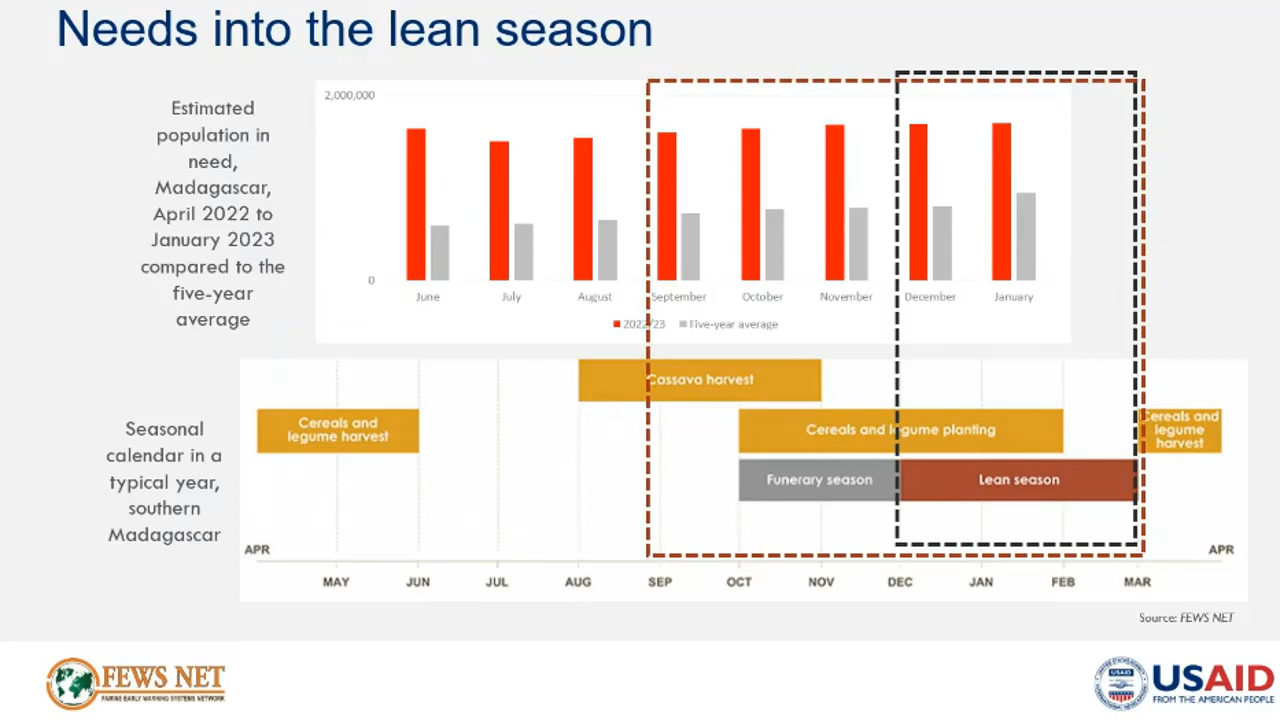 Needs into the lean season
Estimated
population in
need,
Madagascar,
April 2022 to
January 2023
compared to the
five-year
average
2,000,000
0
June July August September October November December January
2022/23 Five-year average
Seasonal
calendar in a
typical year,
southern
Madagascar
Cassava harvest
Cereals and
legume harvest
Cereals and legume planting
Cereals and
legume
harvest
Funerary season
Lean season
APR
APR
MAY JUN JUL AUG SEP OCT NOV DEC JAN FEB MAR
Source: FEWS NET
FEWS NET
FAMINE EARLY WARNING SYSTEMS NETWORK
USAID
FROM THE AMERICAN PEOPLE